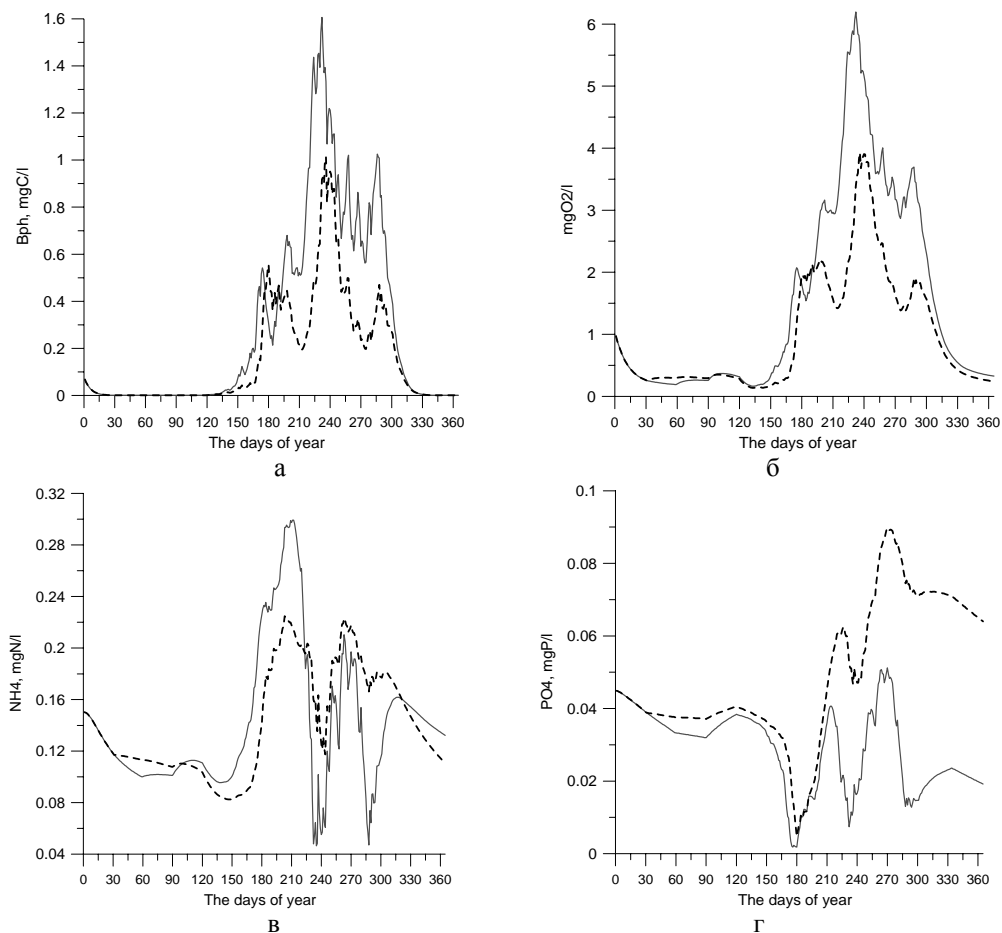 1.6
1.4
1.2
1
0.8
0.6
0.4
0.2
0
Bph, mgC/l
0 30 60 90 120 150 180 210 240 270 300 330 360
The days of year
а
6
5
4
3
2
1
0
mgO2/l
0 30 60 90 120 150 180 210 240 270 300 330 360
The days of year
б
0.32
0.28
0.24
0.2
0.16
0.12
0.08
0.04
NH4, mgN/l
0 30 60 90 120 150 180 210 240 270 300 330 360
The days of year
в
0.1
0.08
0.06
0.04
0.02
0
PO4, mgP/l
0 30 60 90 120 150 180 210 240 270 300 330 360
The days of year
г